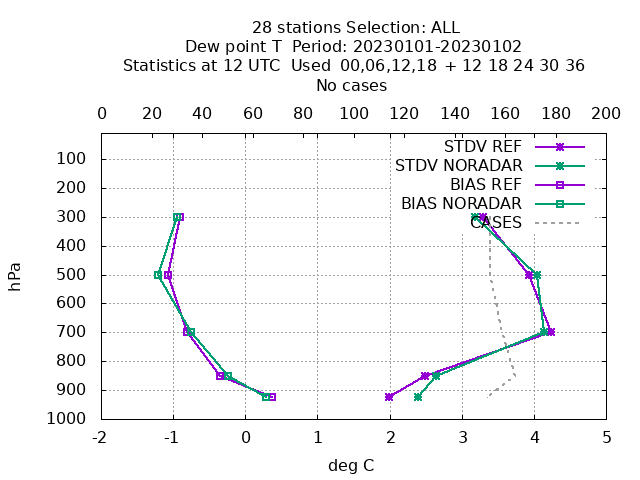 28 stations Selection: ALL
Dew point T  Period: 20230101-20230102
Statistics at 12 UTC  Used  00,06,12,18  + 12 18 24 30 36
No cases
0 20 40 60 80 100 120 140 160 180 200
STDV REF
STDV NORADAR
BIAS REF
BIAS NORADAR
CASES
100
200
300
400
500
600
700
800
900
1000
hPa
-2 -1 0 1 2 3 4 5
deg C